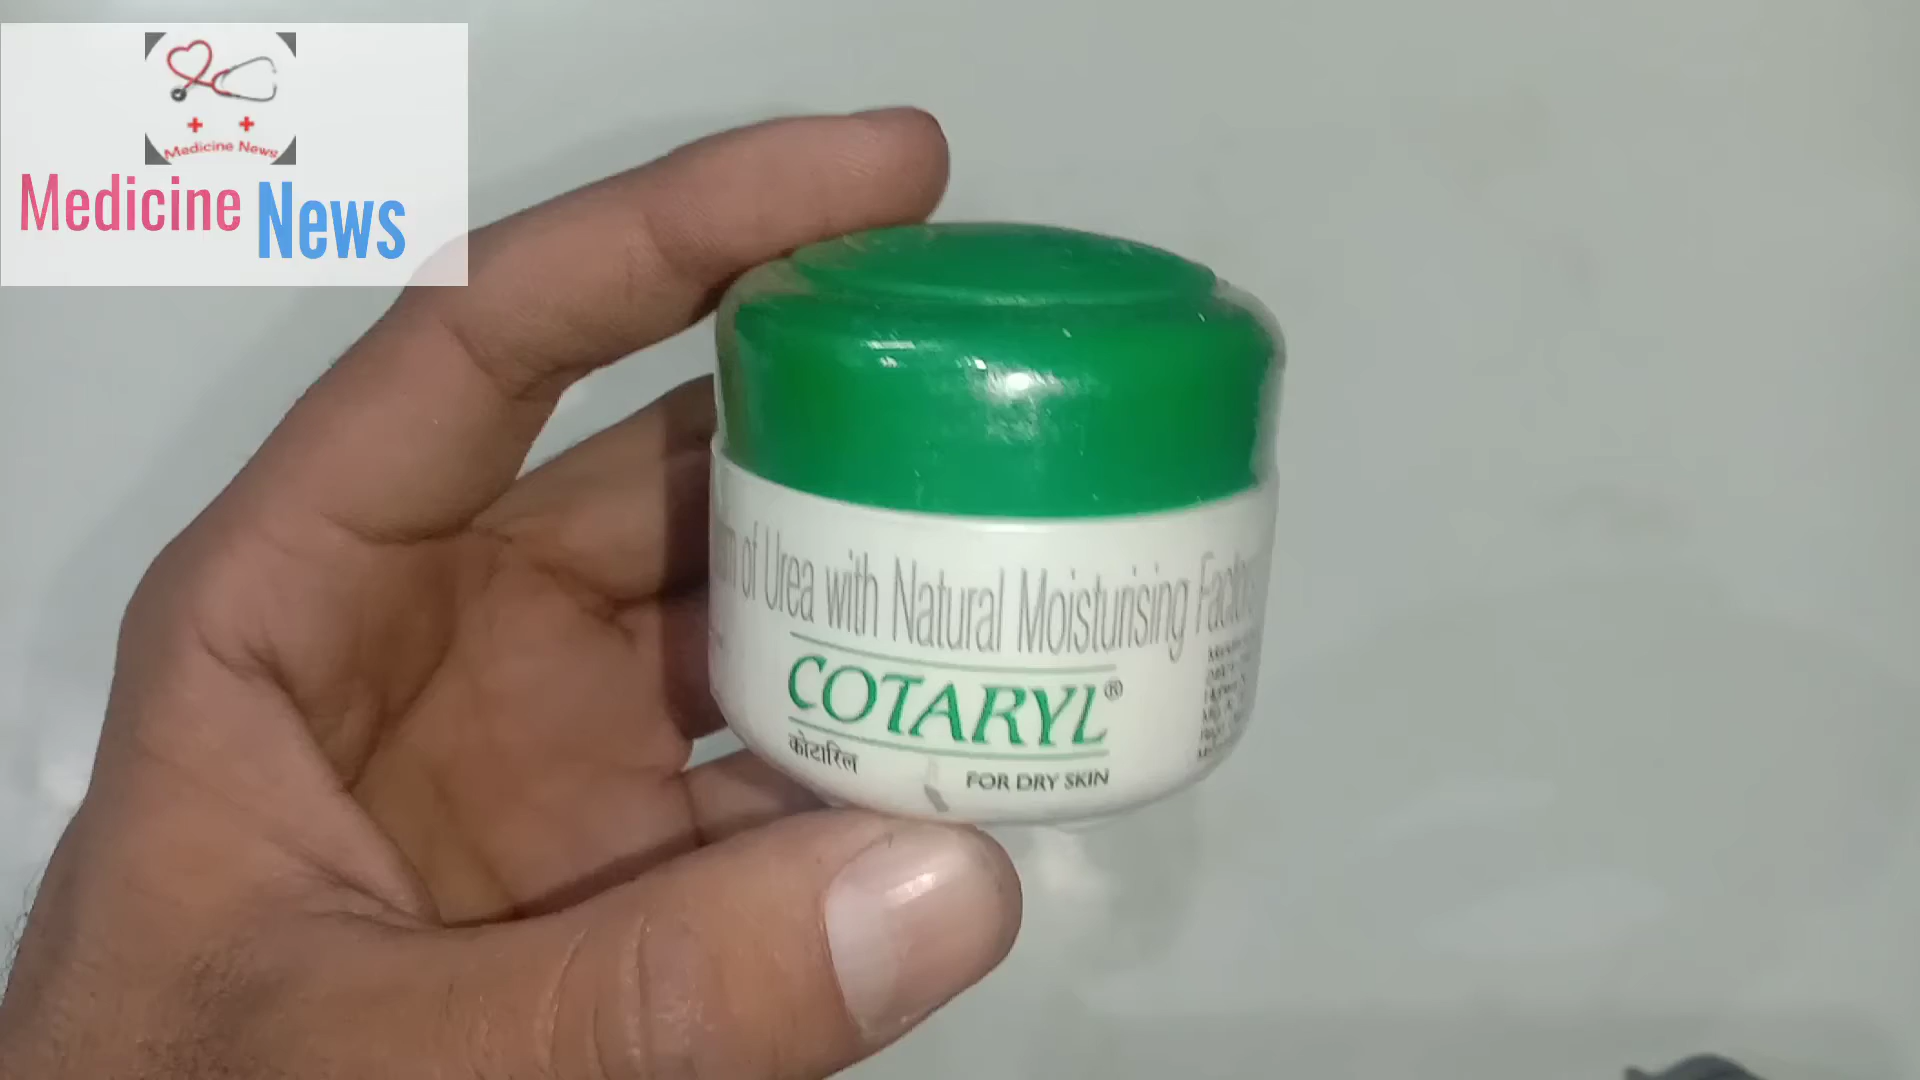 Medicine News
Medicine News
of Urea with Natural Moisturising
COTARYL®
कोटारिल
FOR DRY SKIN